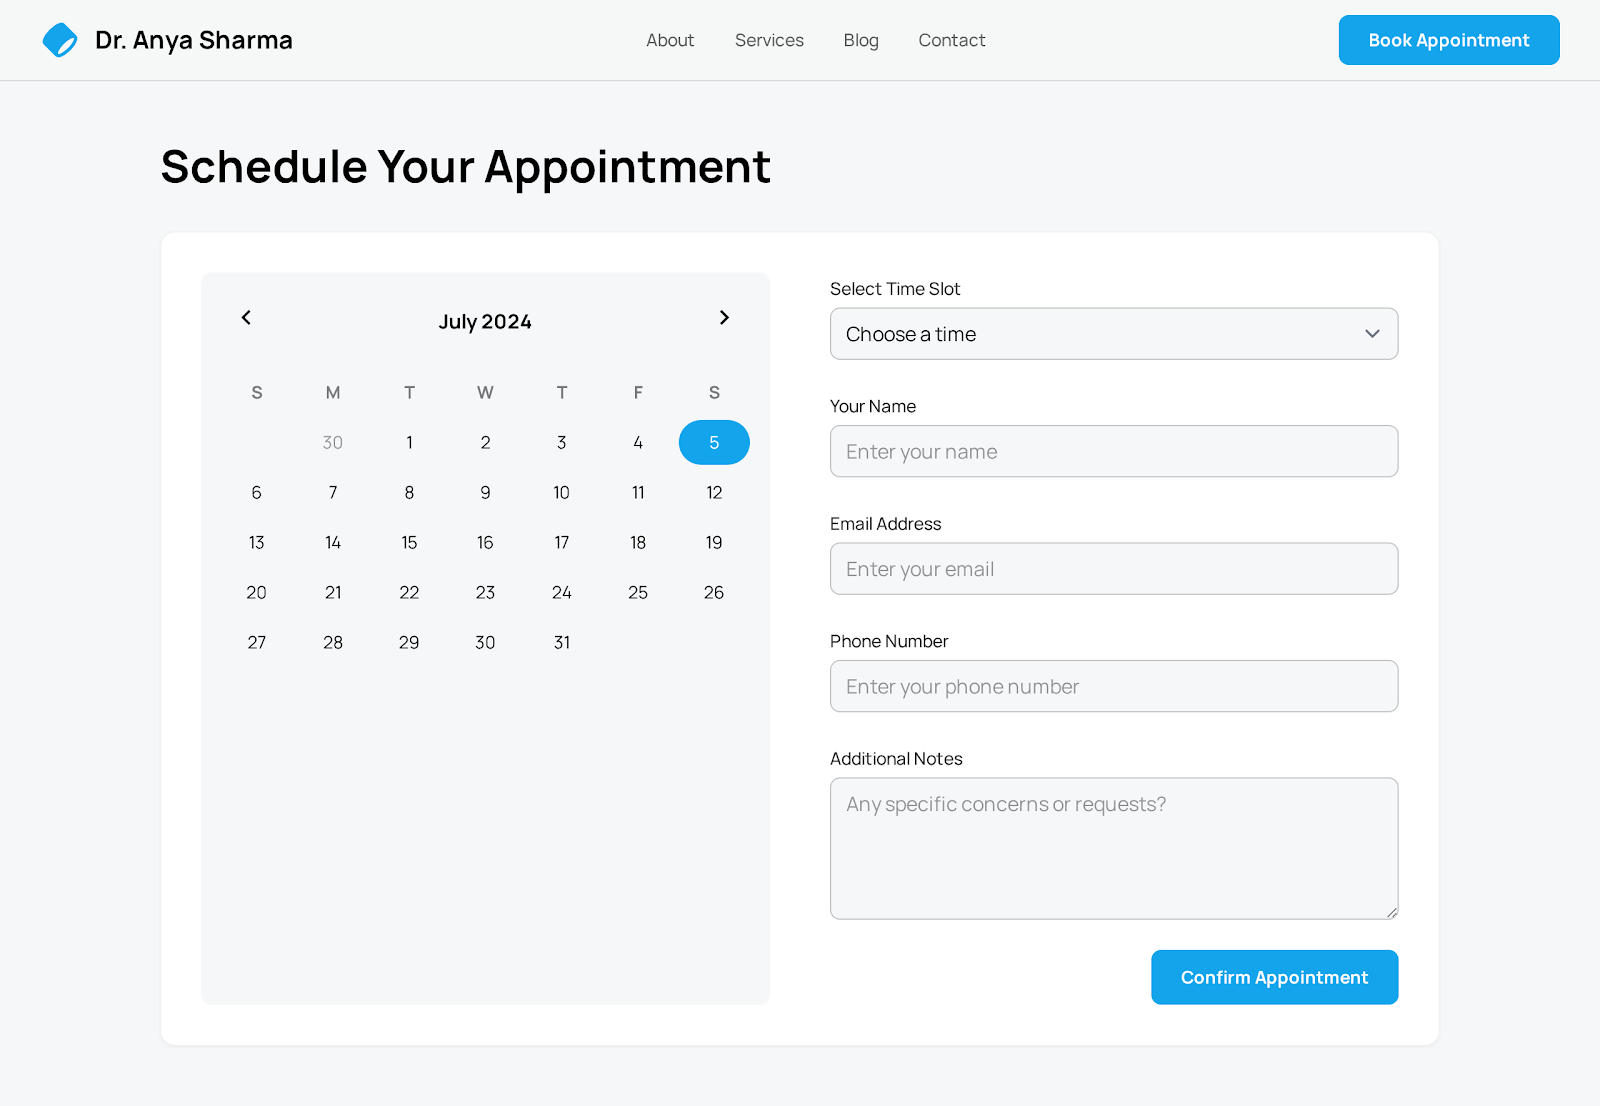 Dr. Anya Sharma
About Services Blog Contact
Book Appointment
Schedule Your Appointment
July 2024
S M T W T F S
30 1 2 3 4 5
6 7 8 9 10 11 12
13 14 15 16 17 18 19
20 21 22 23 24 25 26
27 28 29 30 31
Select Time Slot
Choose a time
Your Name
Enter your name
Email Address
Enter your email
Phone Number
Enter your phone number
Additional Notes
Any specific concerns or requests?
Confirm Appointment